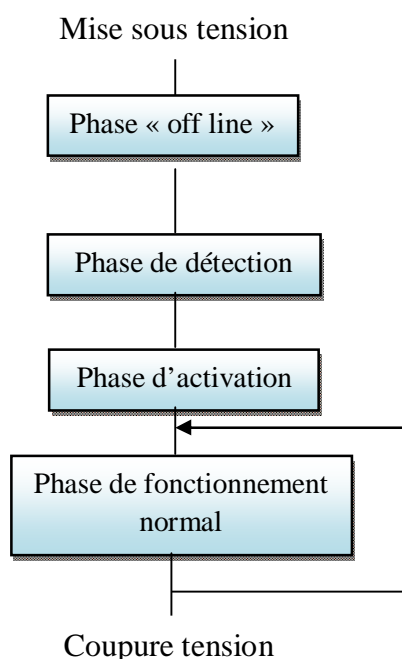 Mise sous tension
Phase « off line »
Phase de détection
Phase d’activation
Phase de fonctionnement
normal
Coupure tension